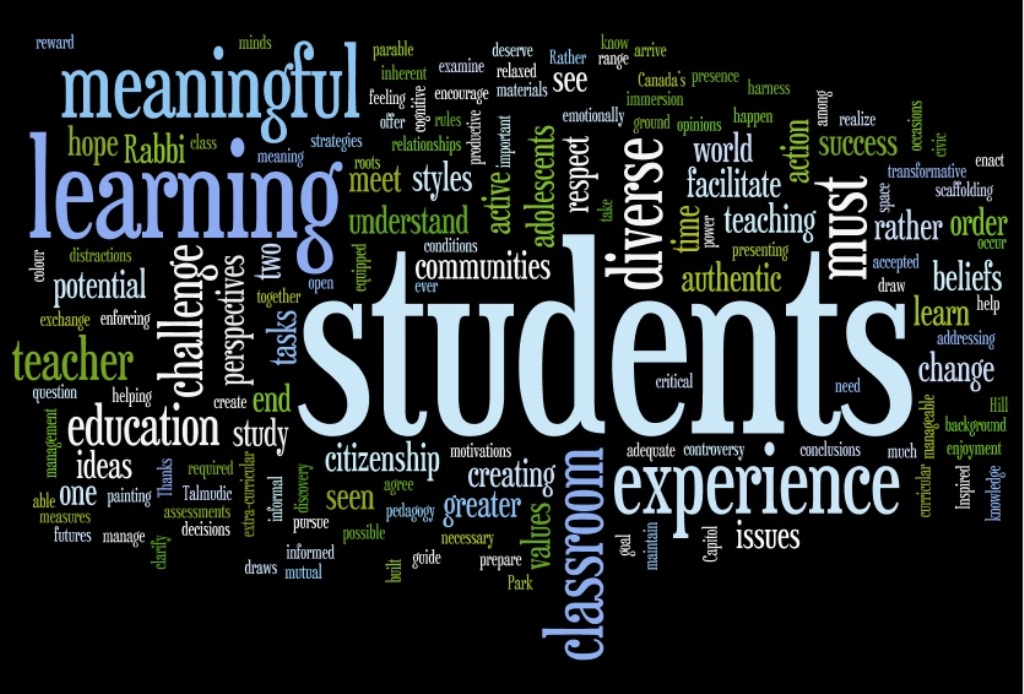 reward
minds
parable
know
arrive
deserve
Rather
range
meaningful
inherent
examine
relaxed
see
Canada's
presence
harness
feeling
cognitive
encourage
materials
immersion
among
offer
rules
productive
important
emotionally
ground
opinions
happen
action
realize
occasions
civic
hope
Rabbi
class
strategies
relationships
adolescents
respect
diverse
world
success
enact
learning
meaning
roots
meet
styles
active
facilitate
must
space
transformative
scaffolding
understand
take
time
power
teaching
rather
order
occur
colour
distractions
challenge
perspectives
two
open
equipped
conditions
communities
ever
presenting
authentic
accepted
draw
beliefs
help
potential
together
students
learn
exchange
enforcing
tasks
addressing
teacher
change
question
helping
create
end
critical
need
Hill
manageable
background
management
education
study
citizenship
motivations
adequate
controversy
conclusions
much
enjoyment
ideas
Thanks
required
extra-curricular
informal
discovery
creating
classroom
experience
curricular
Inspired
knowledge
one
painting
Talmudic
seen
agree
able
measures
assessments
pedagogy
greater
values
futures
manage
decisions
pursue
possible
necessary
goal
maintain
Capitol
issues
clarify
informed
draws
mutual
built
guide
prepare
Park